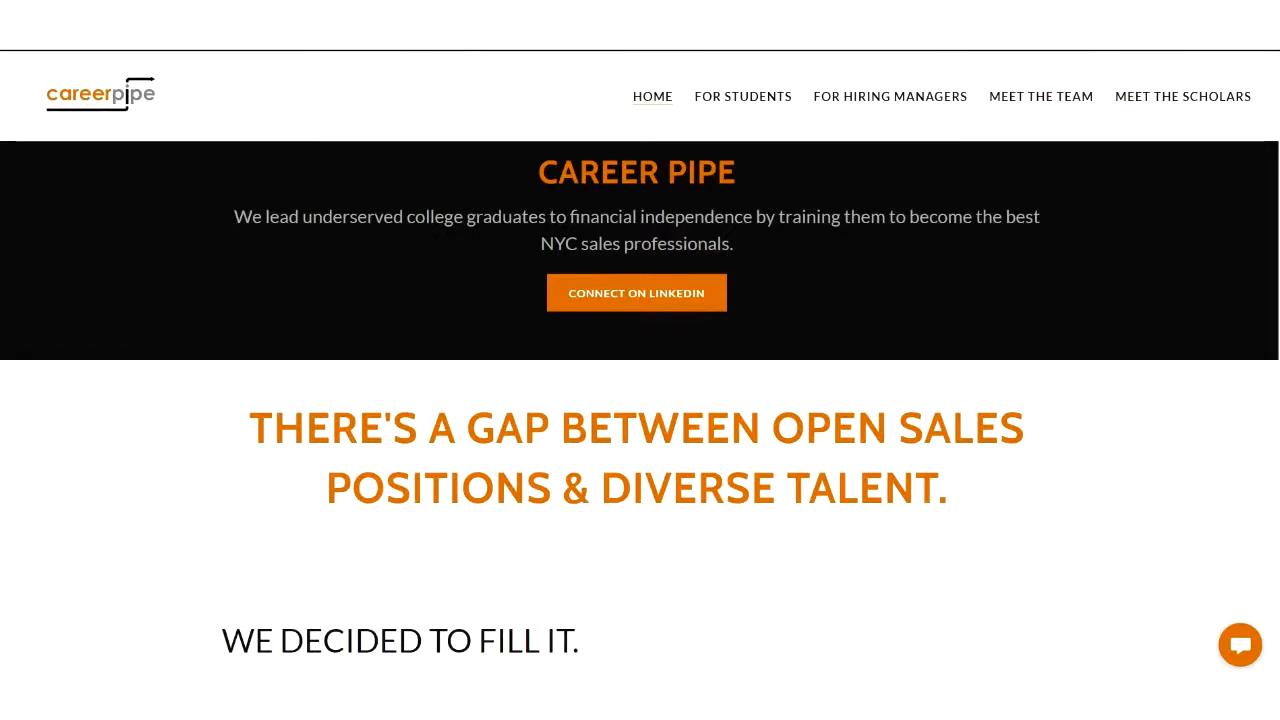 careerpipe
HOME FOR STUDENTS FOR HIRING MANAGERS MEET THE TEAM MEET THE SCHOLARS
CAREER PIPE
We lead underserved college graduates to financial independence by training them to become the best
NYC sales professionals.
CONNECT ON LINKEDIN
THERE'S A GAP BETWEEN OPEN SALES
POSITIONS & DIVERSE TALENT.
WE DECIDED TO FILL IT.